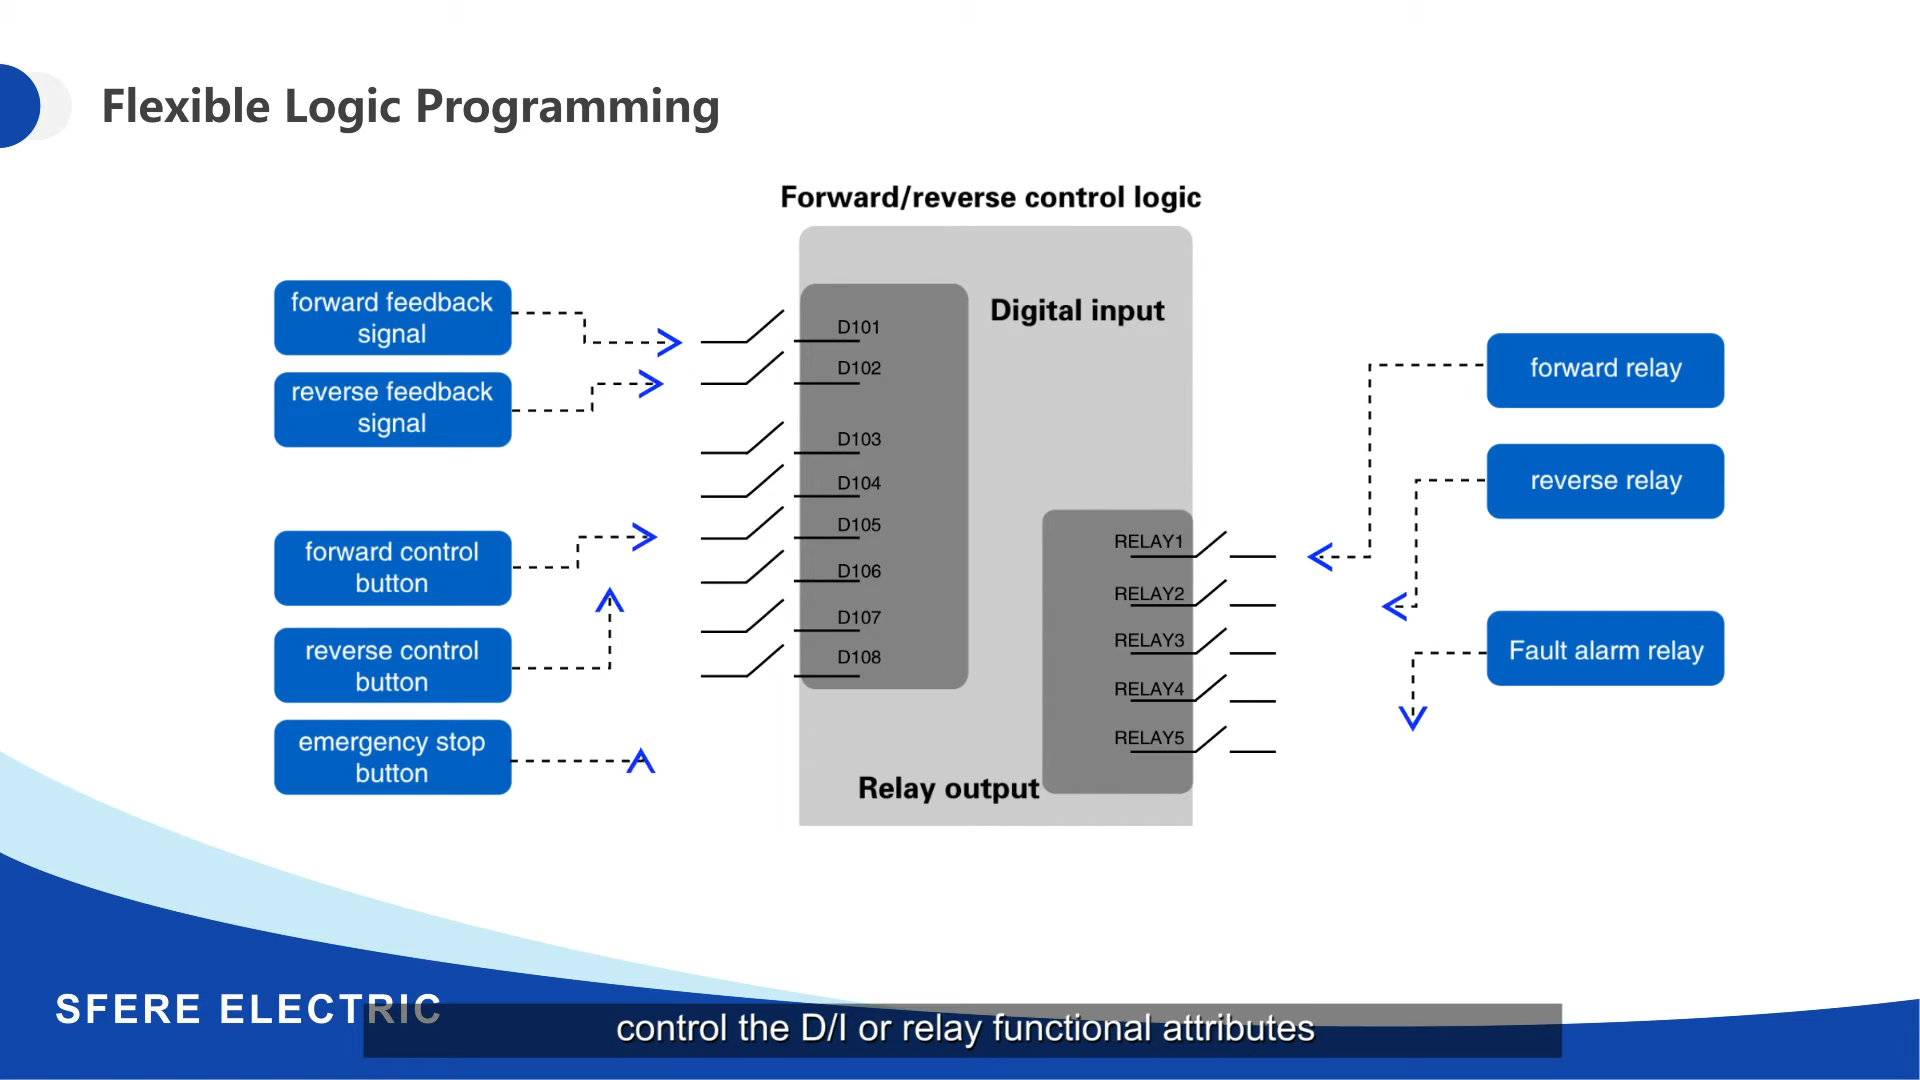 Flexible Logic Programming
Forward/reverse control logic
forward feedback
signal
reverse feedback
signal
forward control
button
reverse control
button
emergency stop
button
Digital input
D101
D102
D103
D104
D105
D106
D107
D108
RELAY1
RELAY2
RELAY3
RELAY4
RELAY5
Relay output
forward relay
reverse relay
Fault alarm relay
SFERE ELECTRIC
control the D/I or relay functional attributes